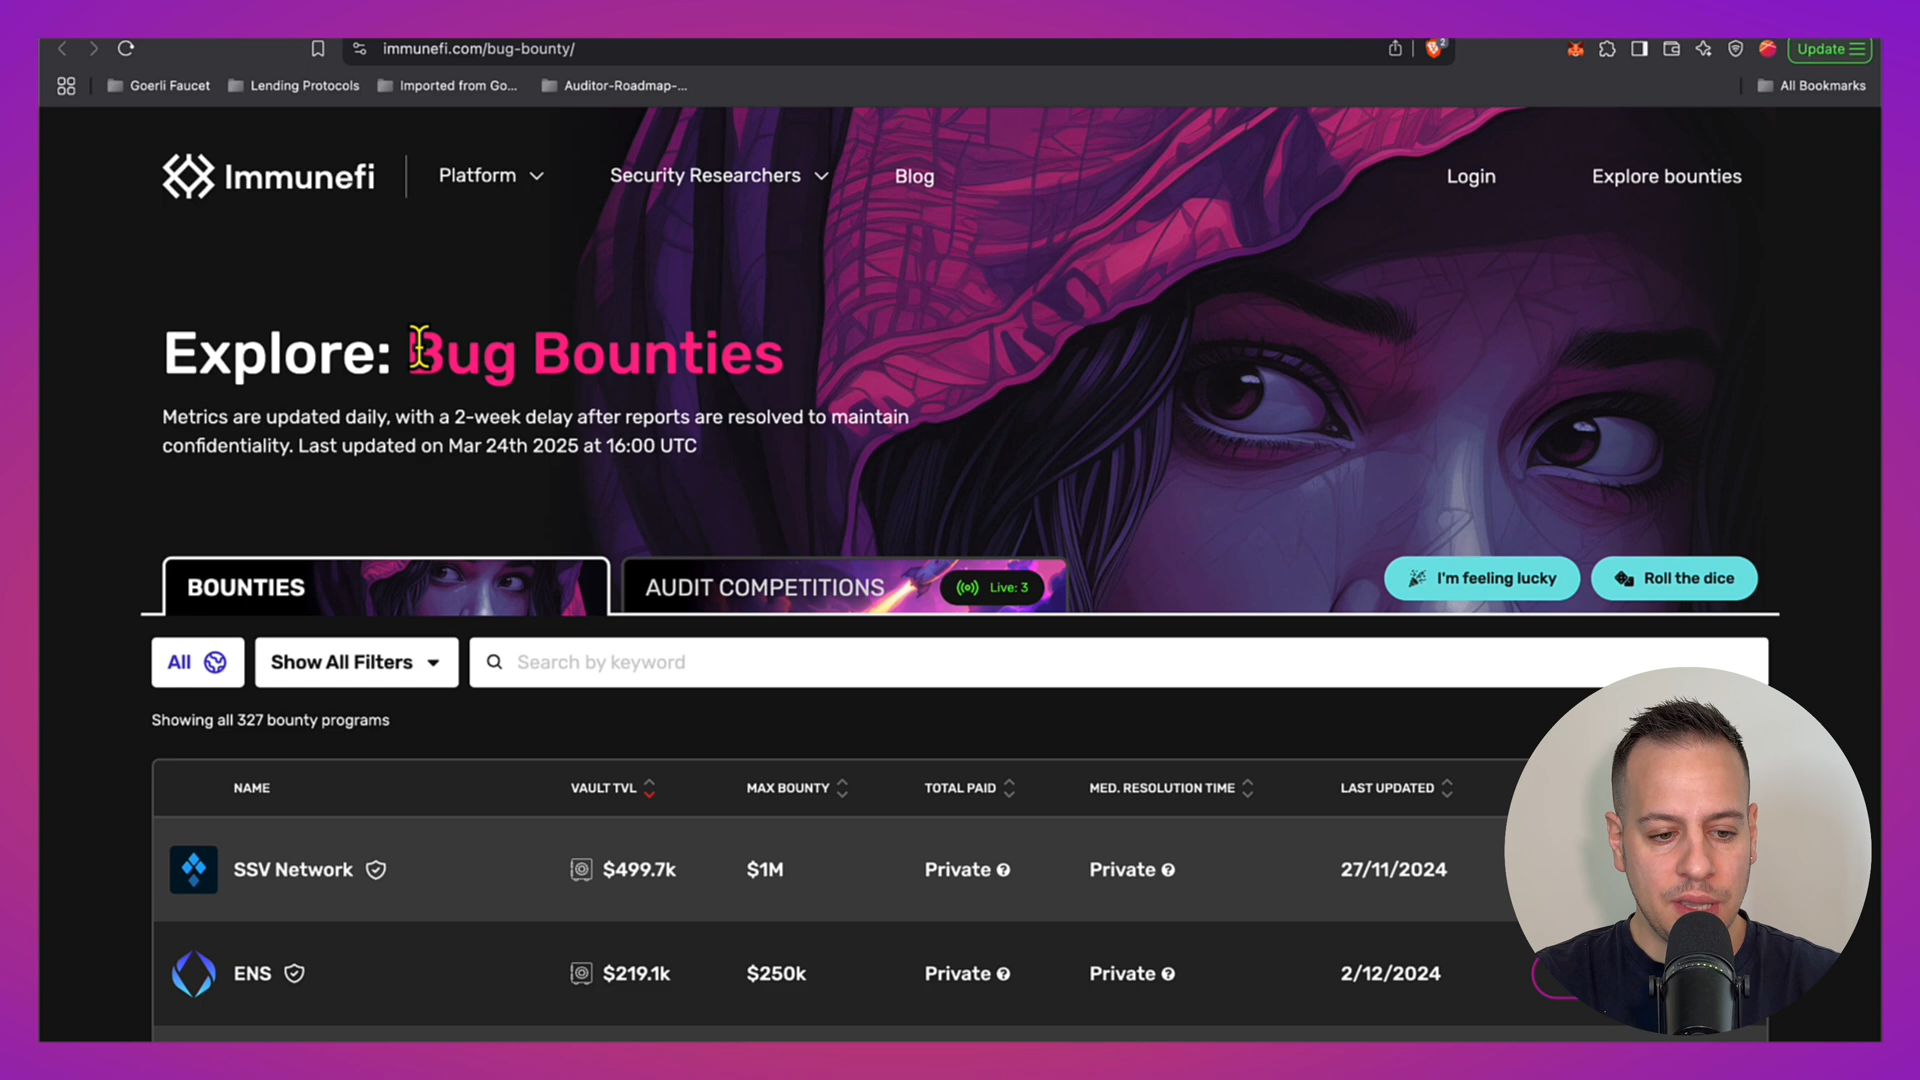 immunefi.com/bug-bounty/
2
Update
Goerli Faucet
Lending Protocols
Imported from Go...
Auditor-Roadmap-...
All Bookmarks
Immunefi
Platform
Security Researchers
Blog
Login
Explore bounties
Explore: Bug Bounties
Metrics are updated daily, with a 2-week delay after reports are resolved to maintain
confidentiality. Last updated on Mar 24th 2025 at 16:00 UTC
BOUNTIES
AUDIT COMPETITIONS
Live: 3
I'm feeling lucky
Roll the dice
All
Show All Filters
Search by keyword
Showing all 327 bounty programs
NAME VAULT TVL MAX BOUNTY TOTAL PAID MED. RESOLUTION TIME LAST UPDATED
SSV Network $499.7k $1M Private Private 27/11/2024
ENS $219.1k $250k Private Private 2/12/2024